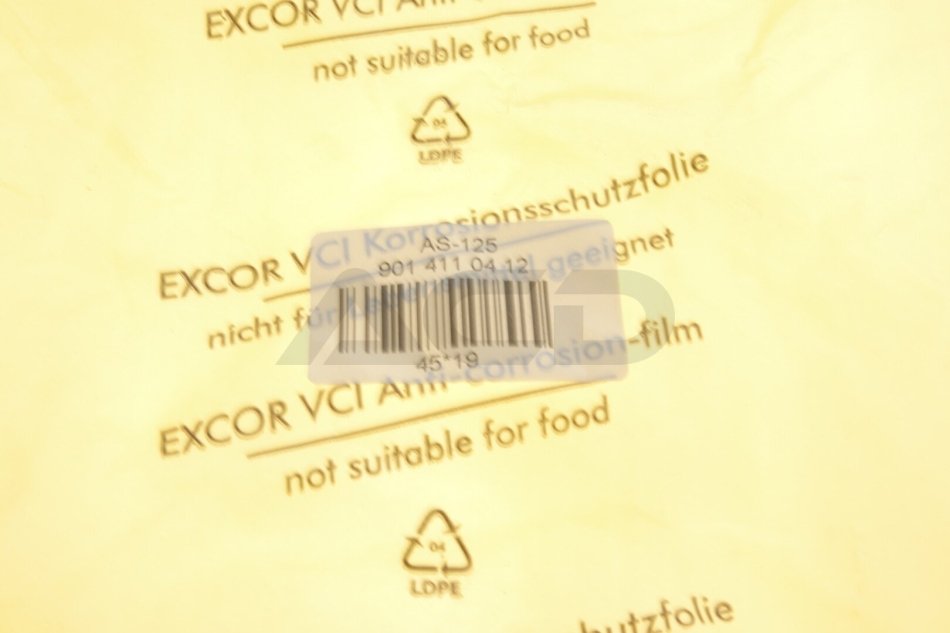 EXCOR VCI Anti-
not suitable for food
04
LDPE
EXCOR VCI Korrosionsschutzfolie
AS-125
901 411 04 12
nicht für Lebensmittel geeignet
45*19
EXCOR VCI Anti-corrosion-film
not suitable for food
04
LDPE
hutzfolie